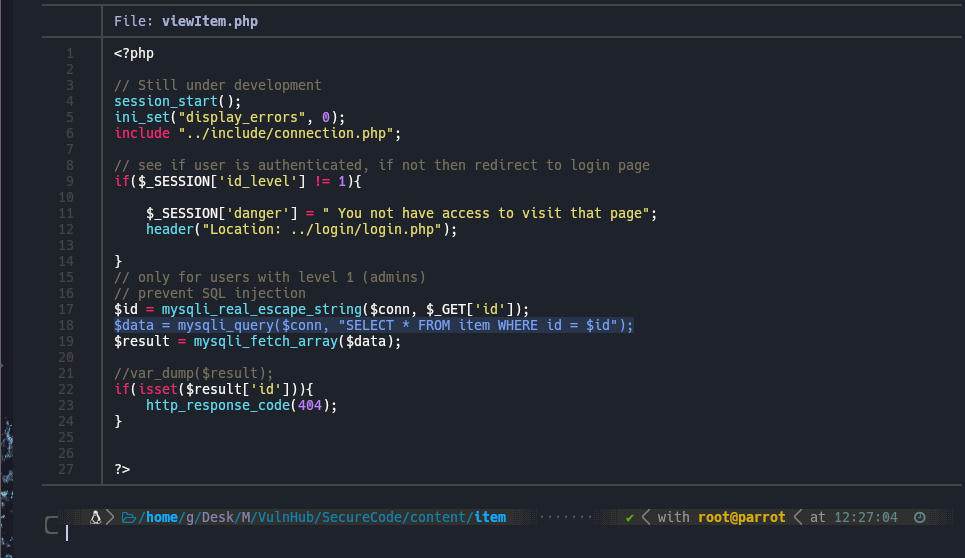 File: viewItem.php
1 <?php
2
3 // Still under development
4 session_start();
5 ini_set("display_errors", 0);
6 include "../include/connection.php";
7
8 // see if user is authenticated, if not then redirect to login page
9 if($_SESSION['id_level'] != 1){
10
11     $_SESSION['danger'] = " You not have access to visit that page";
12     header("Location: ../login/login.php");
13
14 }
15 // only for users with level 1 (admins)
16 // prevent SQL injection
17 $id = mysqli_real_escape_string($conn, $_GET['id']);
18 $data = mysqli_query($conn, "SELECT * FROM item WHERE id = $id");
19 $result = mysqli_fetch_array($data);
20
21 //var_dump($result);
22 if(isset($result['id'])){
23     http_response_code(404);
24 }
25
26
27 ?>
/home/g/Desk/M/VulnHub/SecureCode/content/item ······· ✔ with root@parrot at 12:27:04